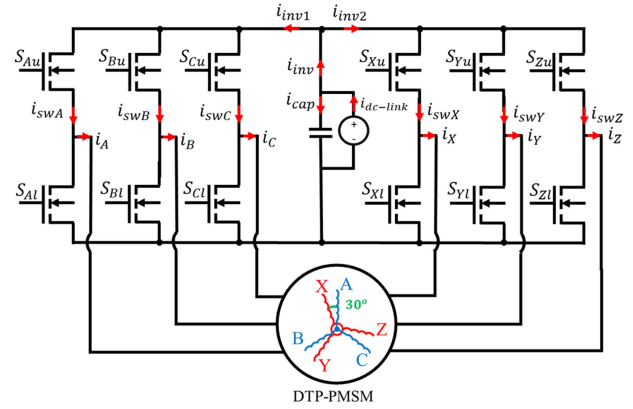 i_inv1 i_inv2
S_Au S_Bu S_Cu i_inv S_Xu S_Yu S_Zu
i_swA i_swB i_swC i_cap + i_dc-link - i_swX i_swY i_swZ
i_A i_B i_C i_X i_Y i_Z
S_Al S_Bl S_Cl S_Xl S_Yl S_Zl
X A
30°
B Z
Y C
DTP-PMSM